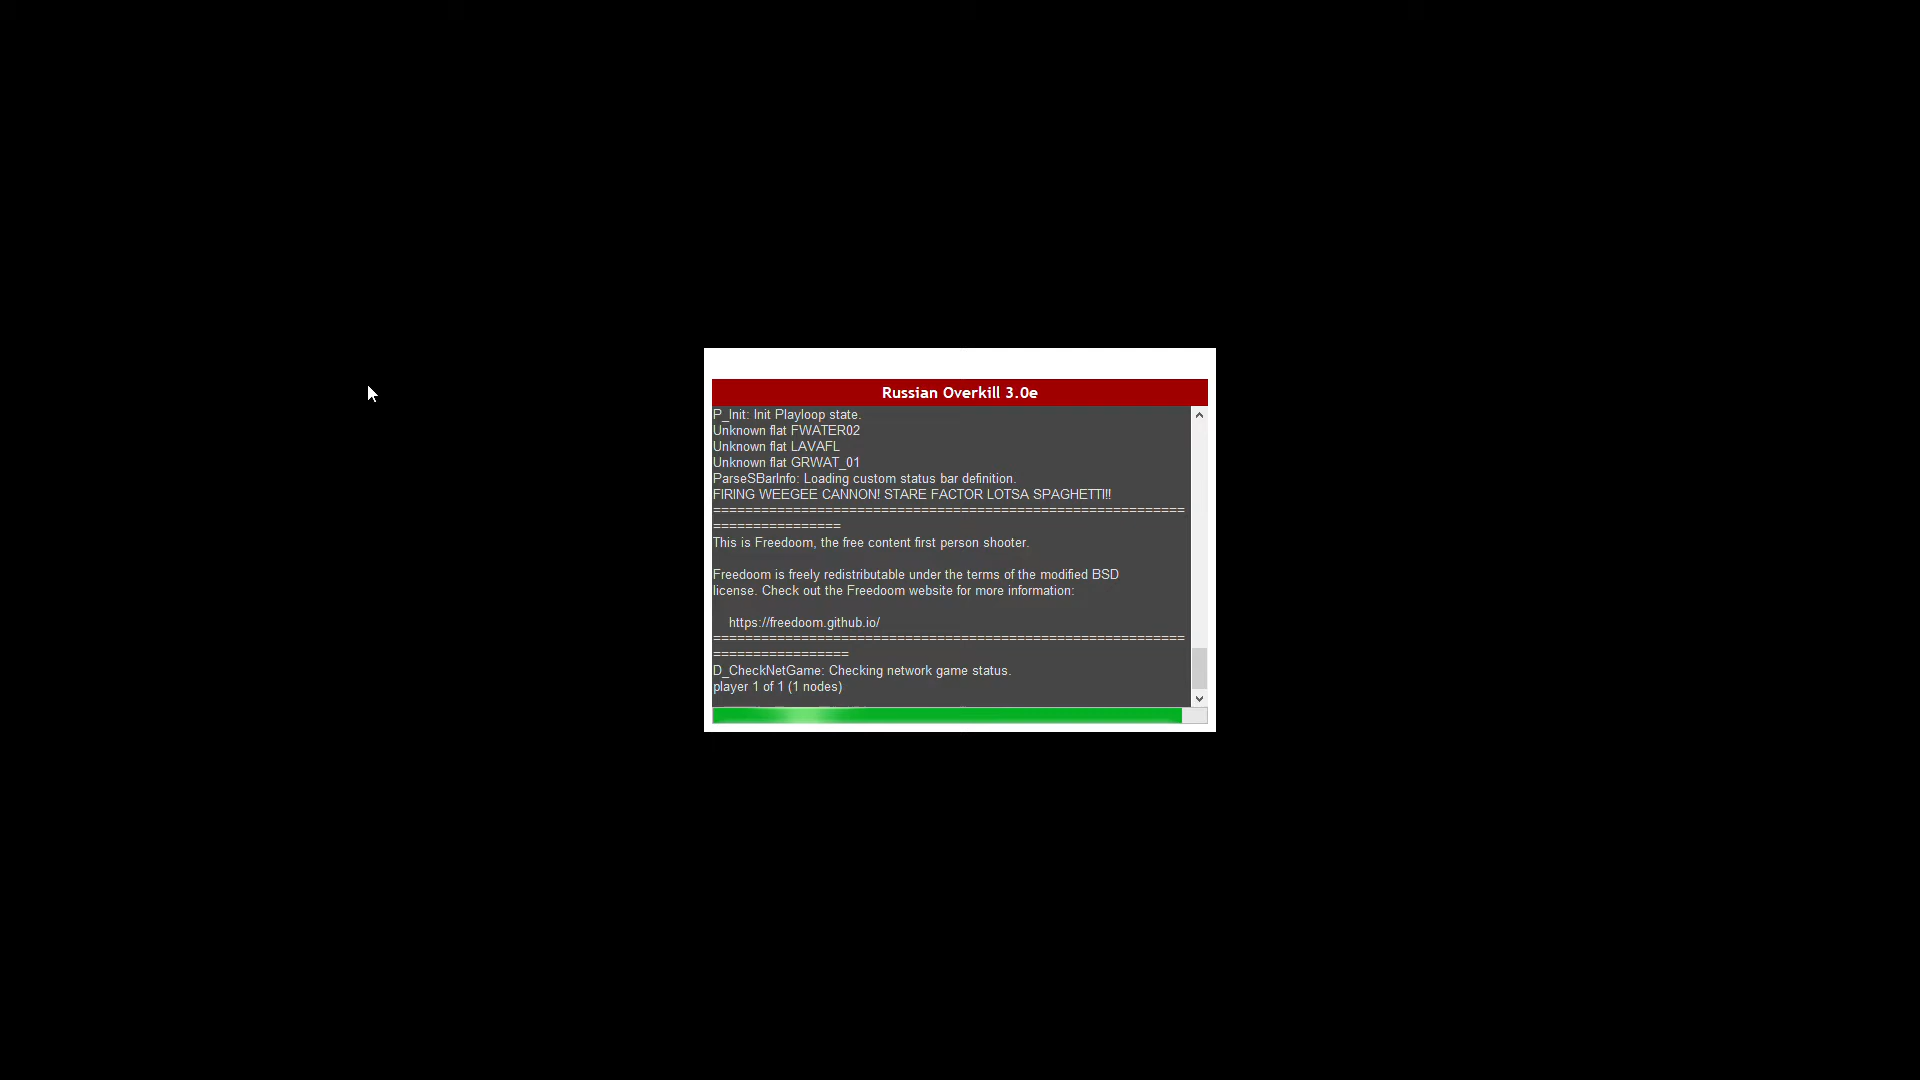 Russian Overkill 3.0e
P_Init: Init Playloop state.
Unknown flat FWATER02
Unknown flat LAVAFL
Unknown flat GRWAT_01
ParseSBarInfo: Loading custom status bar definition.
FIRING WEEGEE CANNON! STARE FACTOR LOTSA SPAGHETTI!!
===========================================================
================
This is Freedoom, the free content first person shooter.
Freedoom is freely redistributable under the terms of the modified BSD
license. Check out the Freedoom website for more information:
https://freedoom.github.io/
===========================================================
=================
D_CheckNetGame: Checking network game status.
player 1 of 1 (1 nodes)